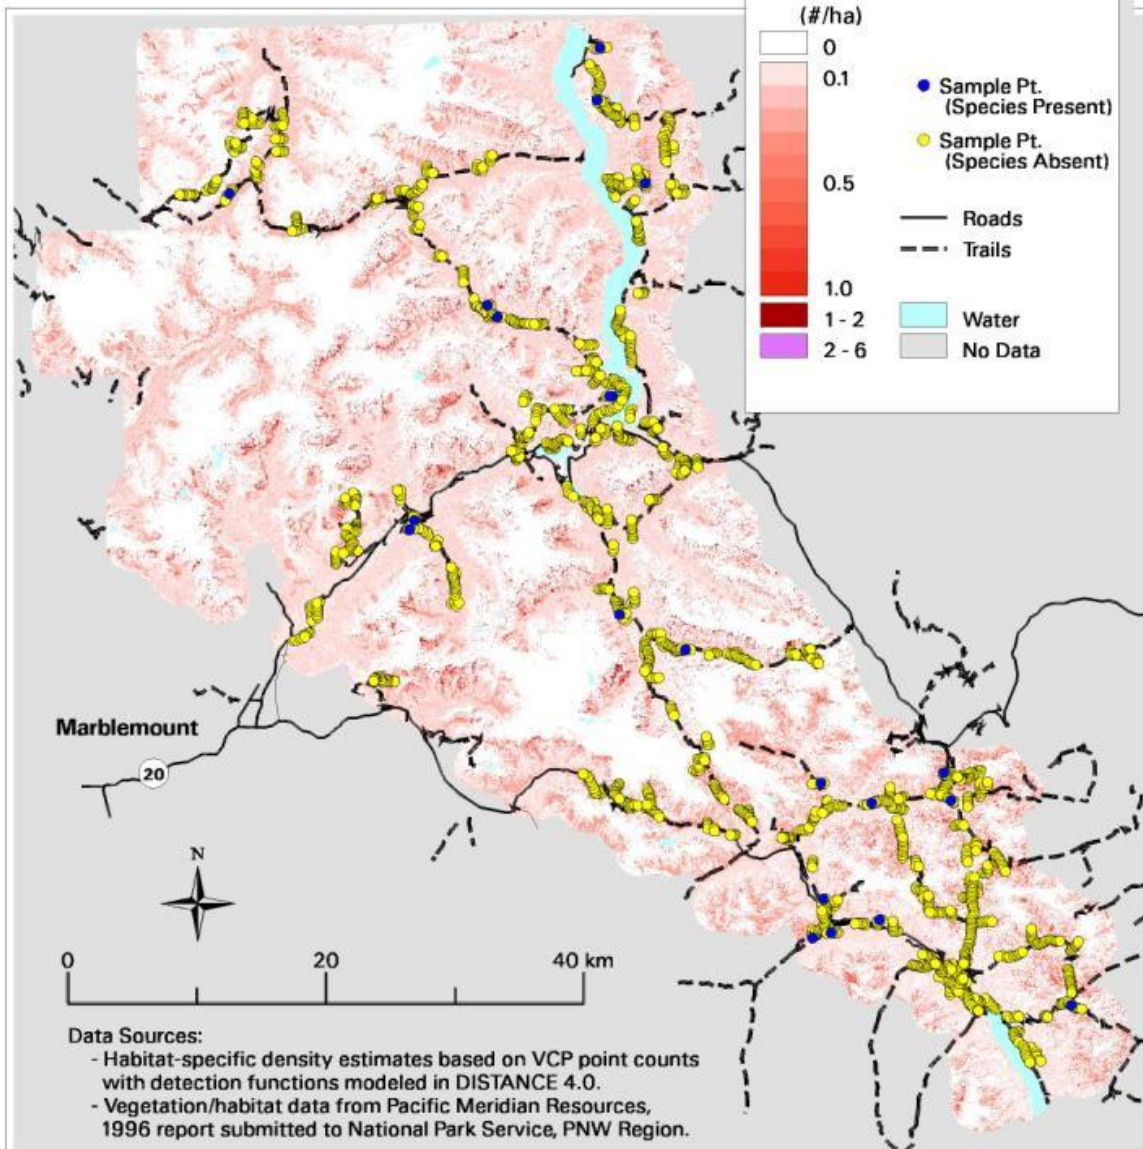 (#/ha)
0
0.1
0.5
1.0
1 - 2
2 - 6
Sample Pt.
(Species Present)
Sample Pt.
(Species Absent)
Roads
Trails
Water
No Data
Marblemount
20
N
0 20 40 km
Data Sources:
- Habitat-specific density estimates based on VCP point counts
with detection functions modeled in DISTANCE 4.0.
- Vegetation/habitat data from Pacific Meridian Resources,
1996 report submitted to National Park Service, PNW Region.